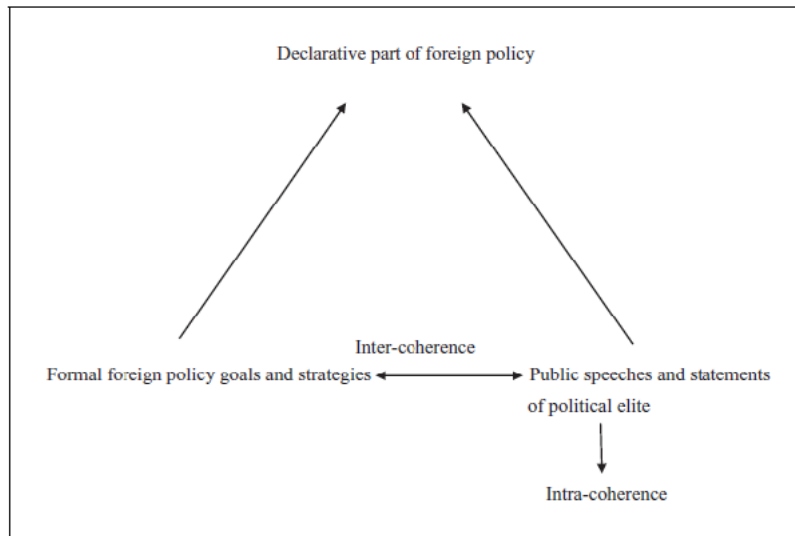 Declarative part of foreign policy
Inter-coherence
Formal foreign policy goals and strategies
Public speeches and statements
of political elite
Intra-coherence